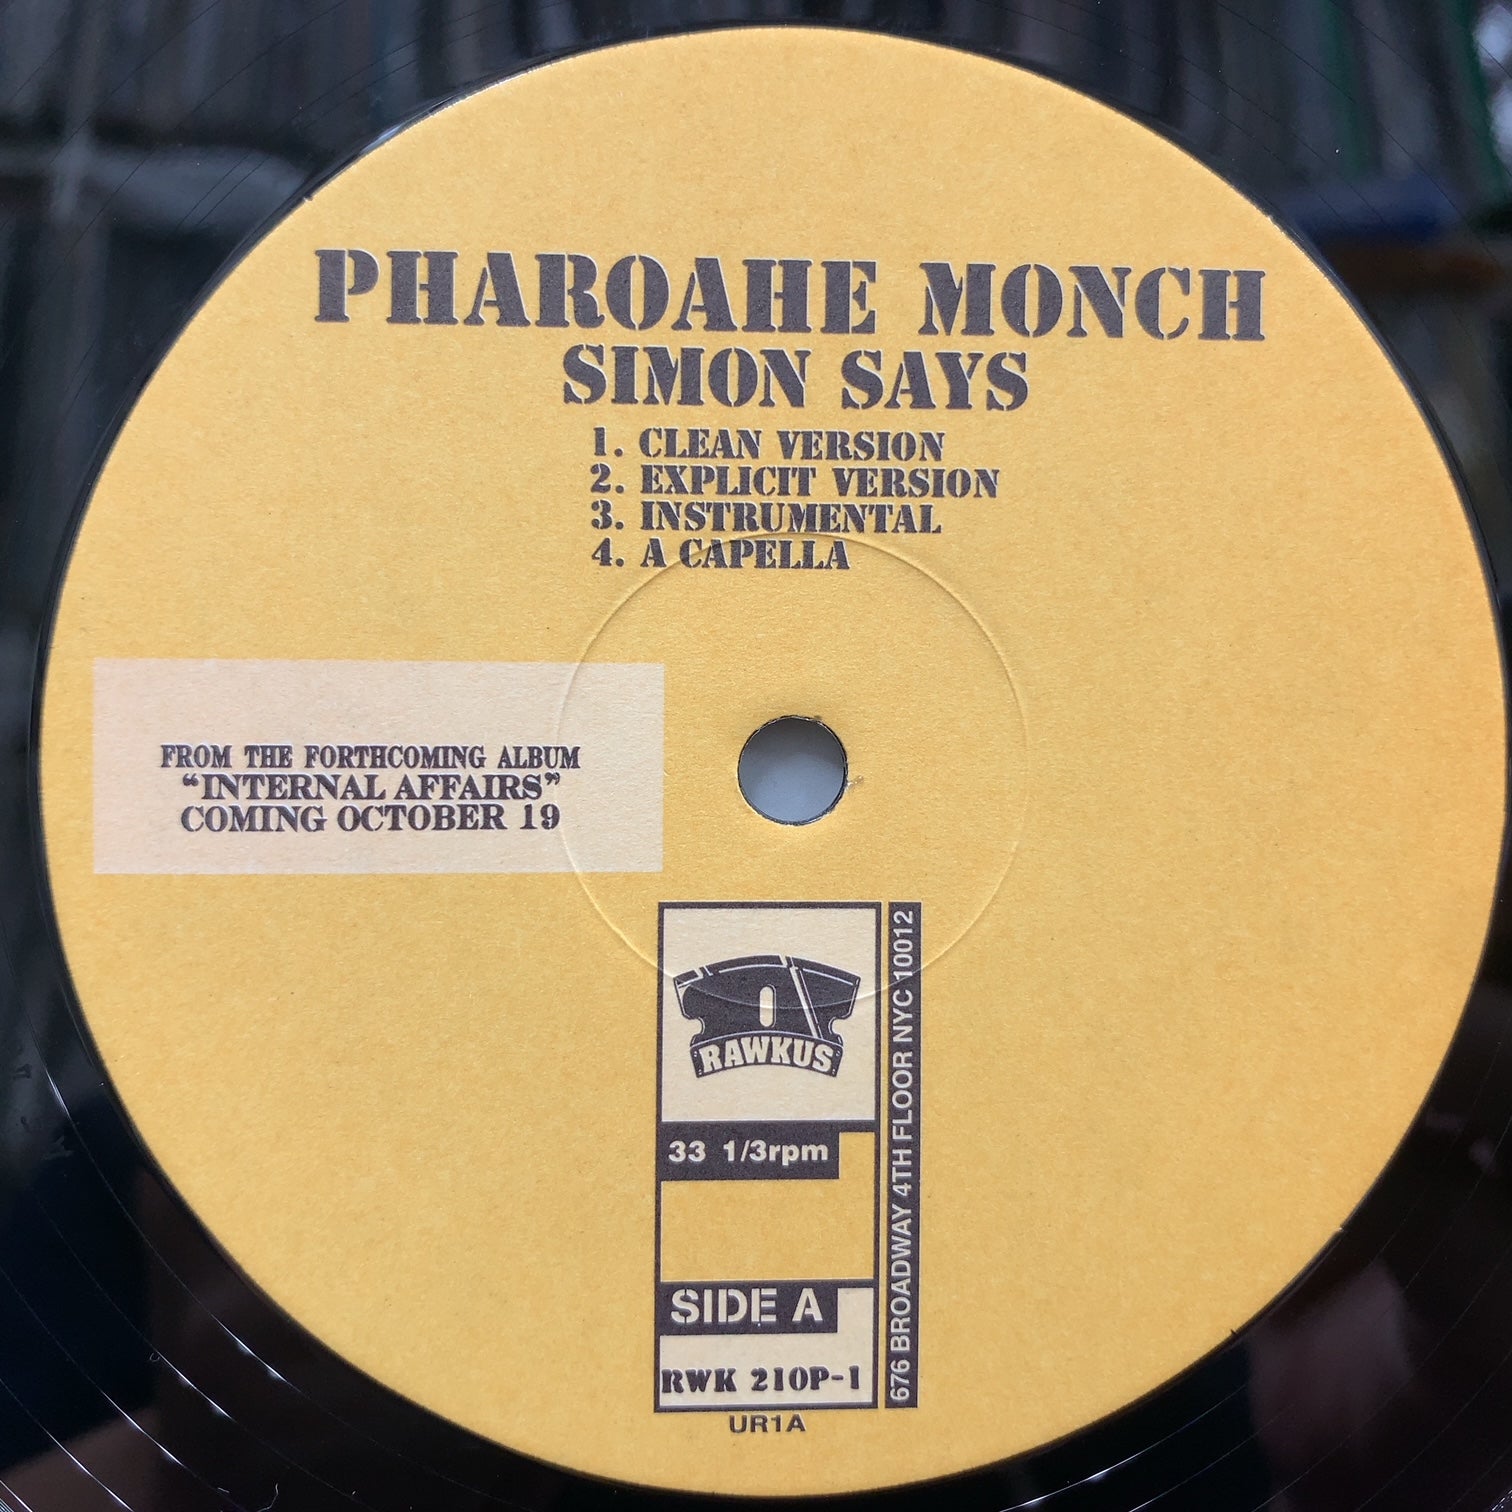 PHAROAHE MONCH
SIMON SAYS
1. CLEAN VERSION
2. EXPLICIT VERSION
3. INSTRUMENTAL
4. A CAPELLA
FROM THE FORTHCOMING ALBUM
“INTERNAL AFFAIRS”
COMING OCTOBER 19
RAWKUS
33 1/3rpm
SIDE A
RWK 210P-1
UR1A
676 BROADWAY 4TH FLOOR NYC 10012